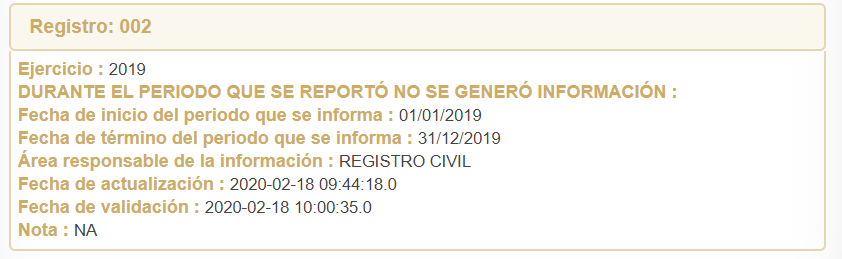 Registro: 002
Ejercicio : 2019
DURANTE EL PERIODO QUE SE REPORTÓ NO SE GENERÓ INFORMACIÓN :
Fecha de inicio del periodo que se informa : 01/01/2019
Fecha de término del periodo que se informa : 31/12/2019
Área responsable de la información : REGISTRO CIVIL
Fecha de actualización : 2020-02-18 09:44:18.0
Fecha de validación : 2020-02-18 10:00:35.0
Nota : NA